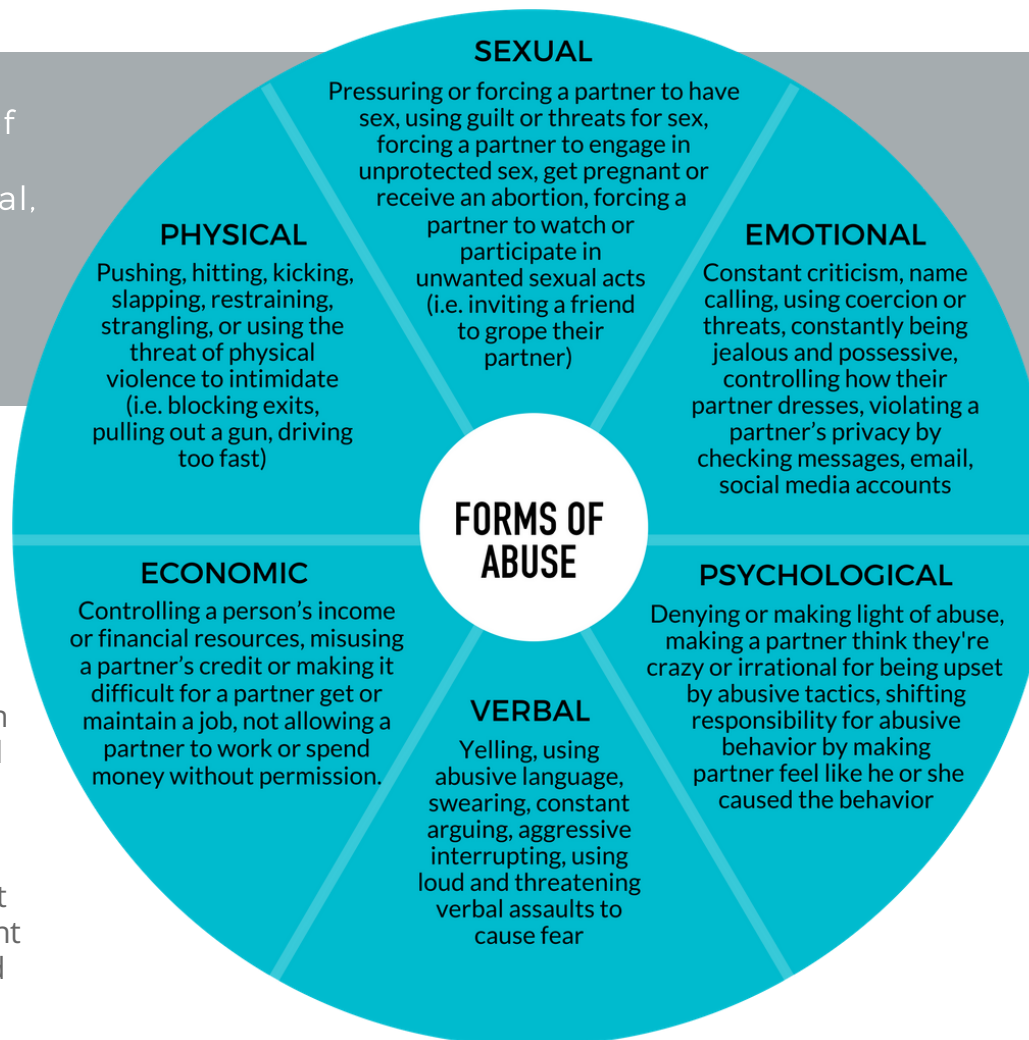 SEXUAL
Pressuring or forcing a partner to have
sex, using guilt or threats for sex,
forcing a partner to engage in
unprotected sex, get pregnant or
receive an abortion, forcing a
partner to watch or
participate in
unwanted sexual acts
(i.e. inviting a friend
to grope their
partner)
PHYSICAL
Pushing, hitting, kicking,
slapping, restraining,
strangling, or using the
threat of physical
violence to intimidate
(i.e. blocking exits,
pulling out a gun, driving
too fast)
EMOTIONAL
Constant criticism, name
calling, using coercion or
threats, constantly being
jealous and possessive,
controlling how their
partner dresses, violating a
partner's privacy by
checking messages, email,
social media accounts
FORMS OF
ABUSE
ECONOMIC
Controlling a person's income
or financial resources, misusing
a partner's credit or making it
difficult for a partner get or
maintain a job, not allowing a
partner to work or spend
money without permission.
VERBAL
Yelling, using
abusive language,
swearing, constant
arguing, aggressive
interrupting, using
loud and threatening
verbal assaults to
cause fear
PSYCHOLOGICAL
Denying or making light of abuse,
making a partner think they're
crazy or irrational for being upset
by abusive tactics, shifting
responsibility for abusive
behavior by making
partner feel like he or she
caused the behavior